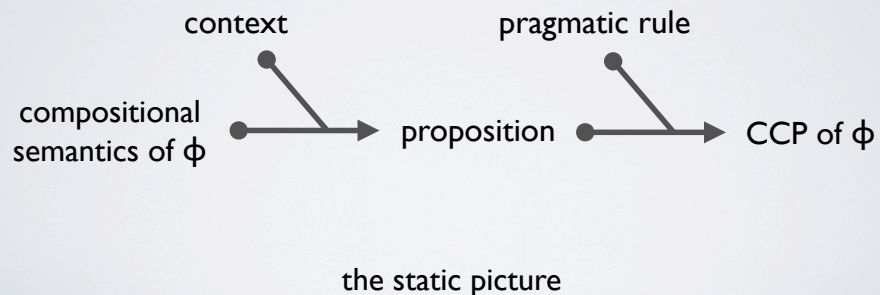 context
pragmatic rule
compositional
semantics of ϕ
proposition
CCP of ϕ
the static picture